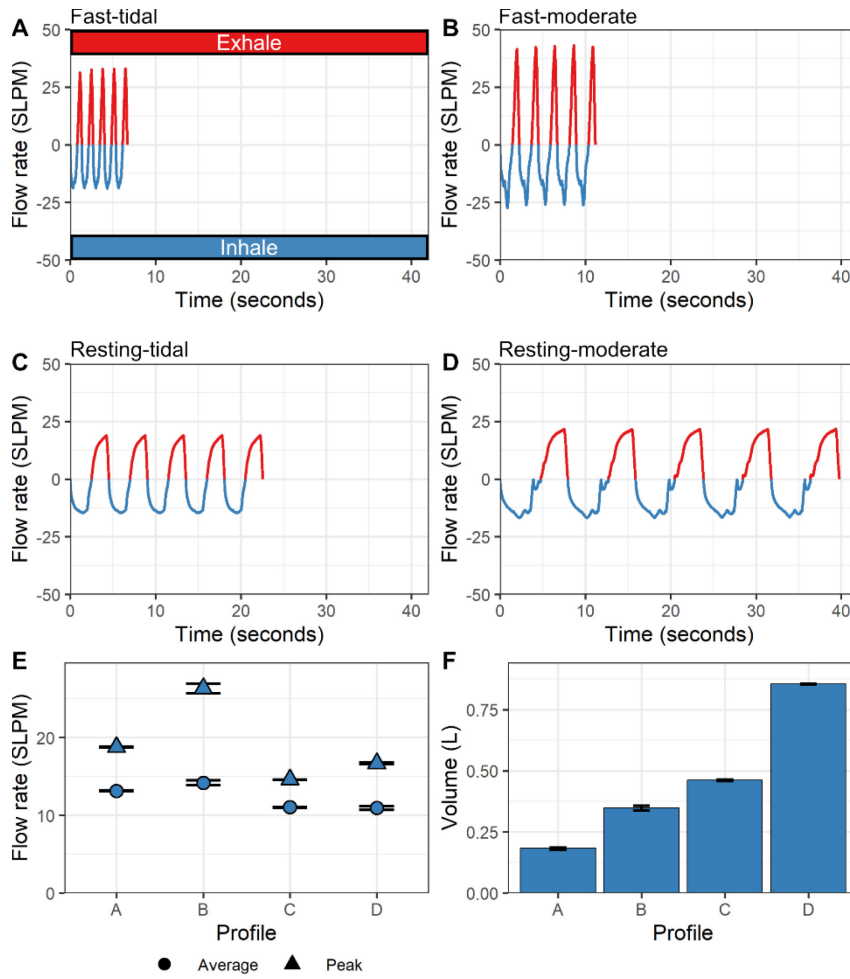 A Fast-tidal
Exhale
Inhale
50
25
0
-25
-50
Flow rate (SLPM)
0 10 20 30 40
Time (seconds)
B Fast-moderate
50
25
0
-25
-50
Flow rate (SLPM)
0 10 20 30 40
Time (seconds)
C Resting-tidal
50
25
0
-25
-50
Flow rate (SLPM)
0 10 20 30 40
Time (seconds)
D Resting-moderate
50
25
0
-25
-50
Flow rate (SLPM)
0 10 20 30 40
Time (seconds)
E
20
10
0
Flow rate (SLPM)
A B C D
Profile
Average Peak
F
0.75
0.50
0.25
0.00
Volume (L)
A B C D
Profile